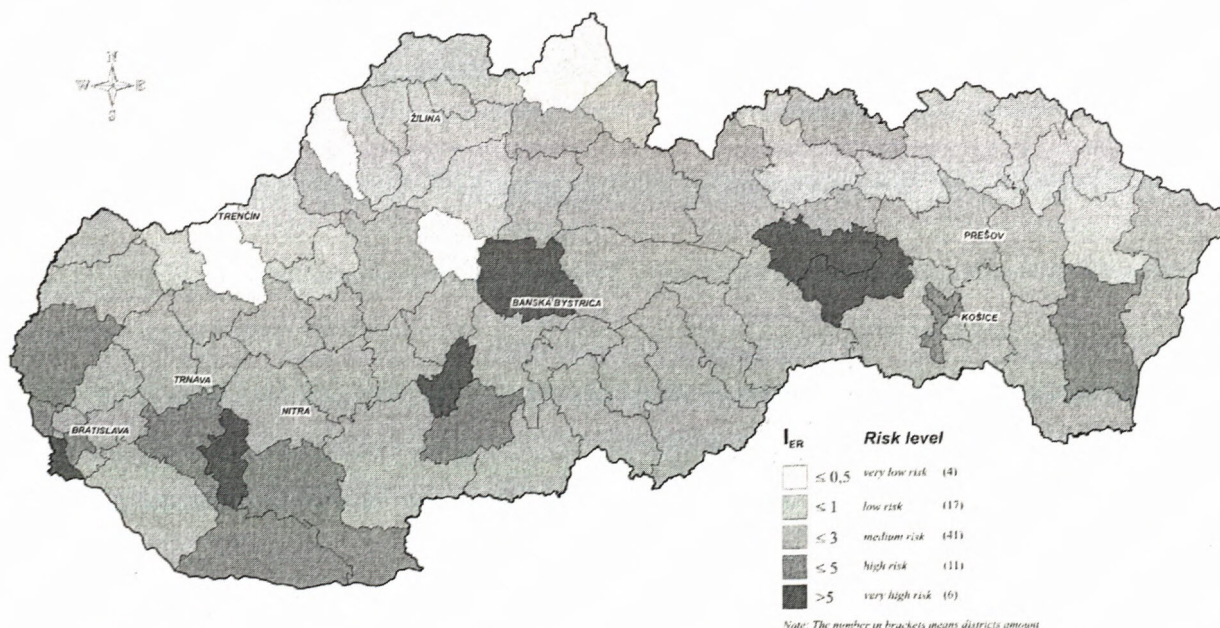 N
W E
S
ŽILINA
TRENČÍN
PREŠOV
BANSKÁ BYSTRICA
KOŠICE
TRNAVA
NITRA
BRATISLAVA
I_ER Risk level
≤ 0,5 very low risk (4)
≤ 1 low risk (17)
≤ 3 medium risk (41)
≤ 5 high risk (11)
>5 very high risk (6)
Note: The number in brackets means districts amount